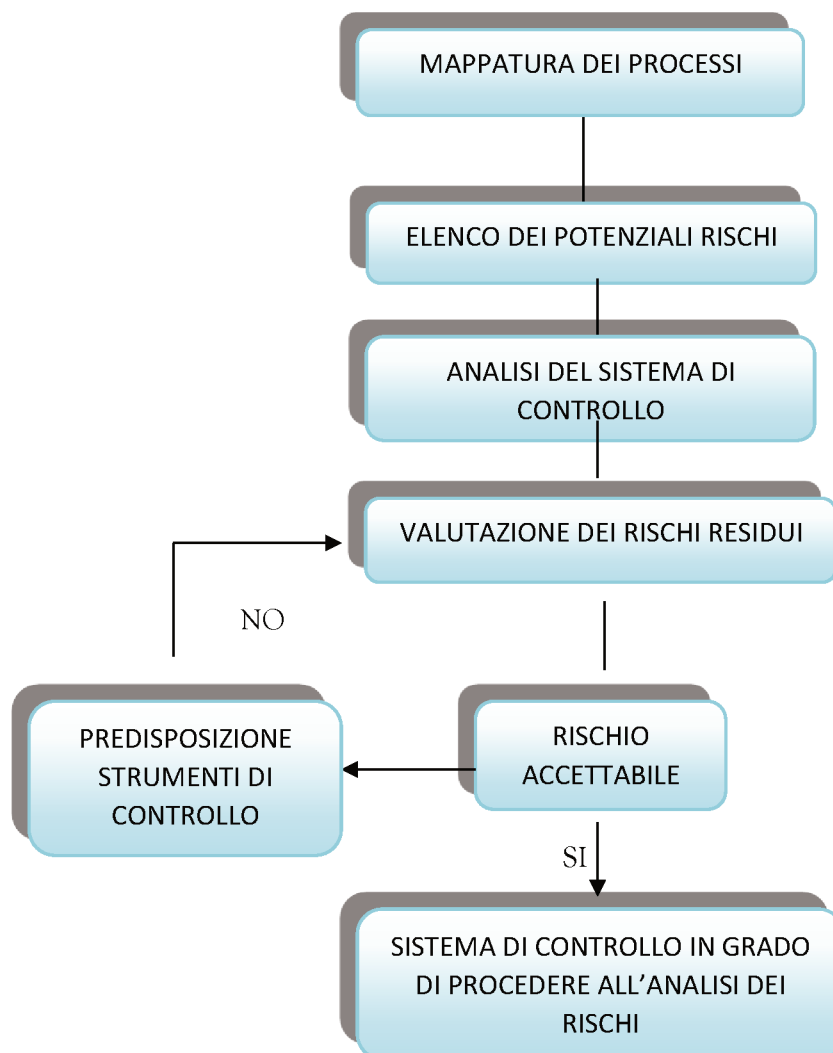 MAPPATURA DEI PROCESSI
ELENCO DEI POTENZIALI RISCHI
ANALISI DEL SISTEMA DI
CONTROLLO
VALUTAZIONE DEI RISCHI RESIDUI
NO
PREDISPOSIZIONE
STRUMENTI DI
CONTROLLO
RISCHIO
ACCETTABILE
SI
SISTEMA DI CONTROLLO IN GRADO
DI PROCEDERE ALL’ANALISI DEI
RISCHI